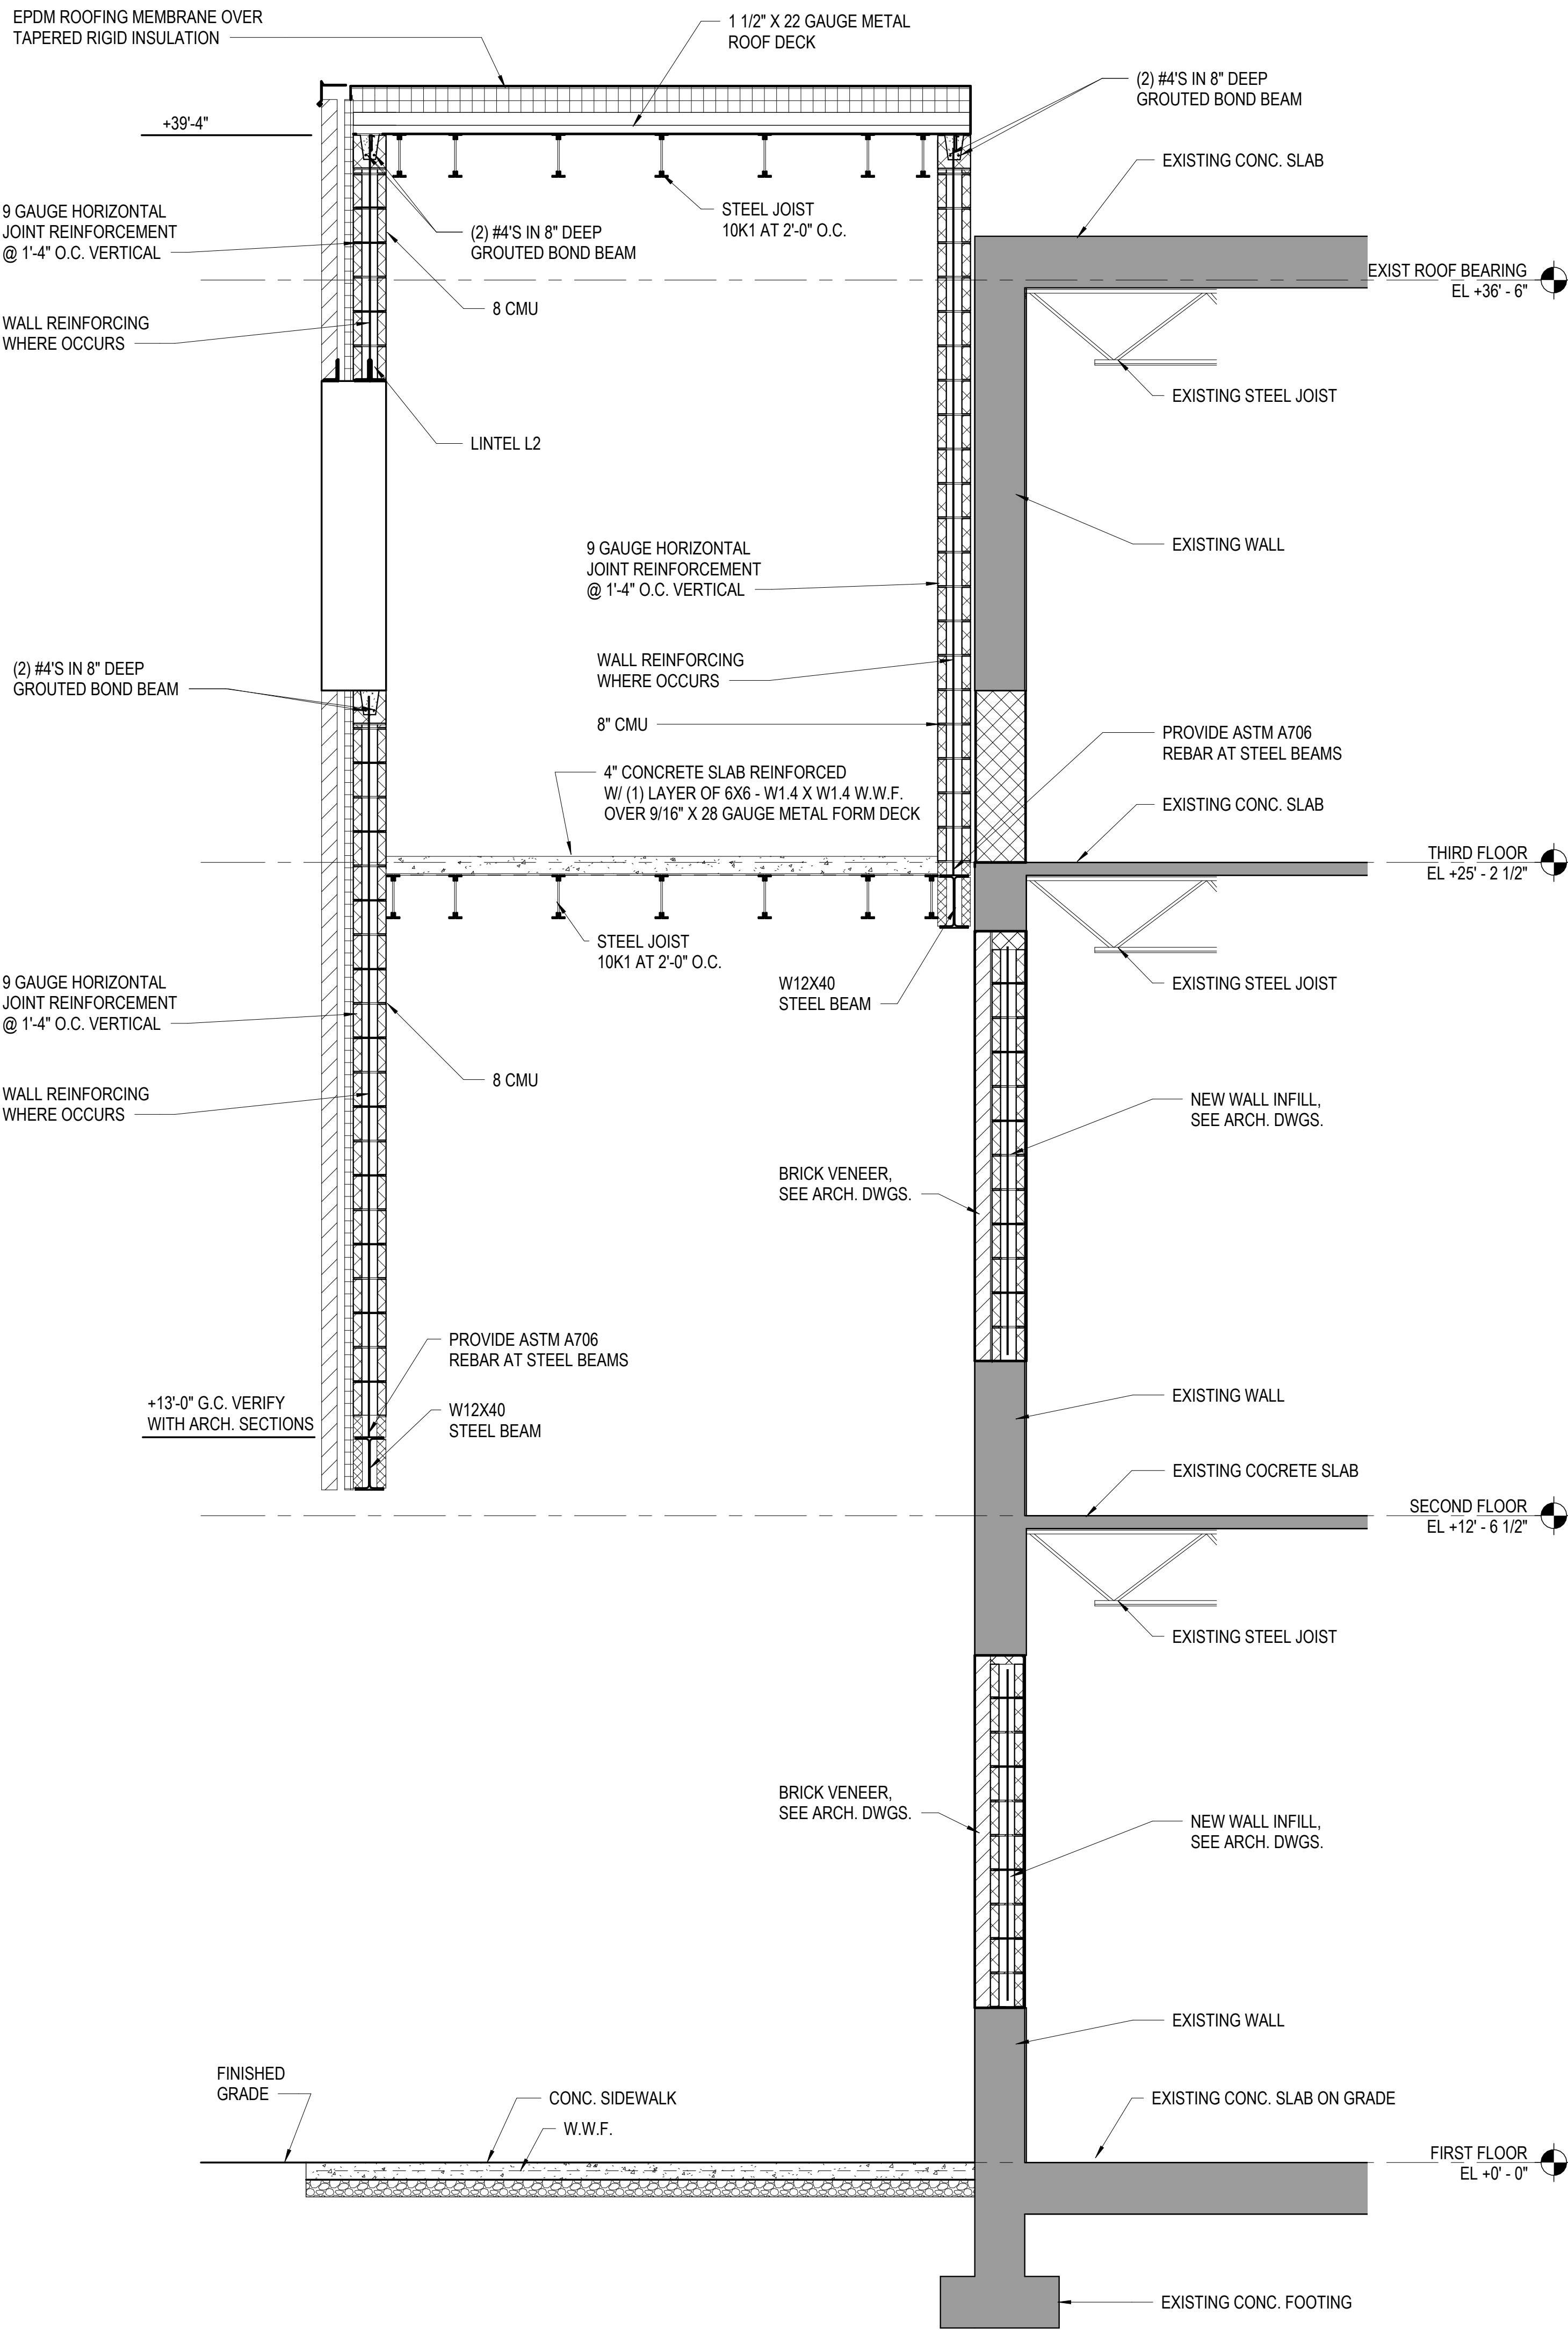 EPDM ROOFING MEMBRANE OVER
TAPERED RIGID INSULATION
1 1/2" X 22 GAUGE METAL
ROOF DECK
(2) #4'S IN 8" DEEP
GROUTED BOND BEAM
+39'-4"
EXISTING CONC. SLAB
9 GAUGE HORIZONTAL
JOINT REINFORCEMENT
@ 1'-4" O.C. VERTICAL
(2) #4'S IN 8" DEEP
GROUTED BOND BEAM
STEEL JOIST
10K1 AT 2'-0" O.C.
EXIST ROOF BEARING
EL +36' - 6"
8 CMU
WALL REINFORCING
WHERE OCCURS
EXISTING STEEL JOIST
LINTEL L2
9 GAUGE HORIZONTAL
JOINT REINFORCEMENT
@ 1'-4" O.C. VERTICAL
EXISTING WALL
(2) #4'S IN 8" DEEP
GROUTED BOND BEAM
WALL REINFORCING
WHERE OCCURS
8" CMU
PROVIDE ASTM A706
REBAR AT STEEL BEAMS
4" CONCRETE SLAB REINFORCED
W/ (1) LAYER OF 6X6 - W1.4 X W1.4 W.W.F.
OVER 9/16" X 28 GAUGE METAL FORM DECK
EXISTING CONC. SLAB
THIRD FLOOR
EL +25' - 2 1/2"
STEEL JOIST
10K1 AT 2'-0" O.C.
W12X40
STEEL BEAM
EXISTING STEEL JOIST
9 GAUGE HORIZONTAL
JOINT REINFORCEMENT
@ 1'-4" O.C. VERTICAL
8 CMU
WALL REINFORCING
WHERE OCCURS
NEW WALL INFILL,
SEE ARCH. DWGS.
BRICK VENEER,
SEE ARCH. DWGS.
PROVIDE ASTM A706
REBAR AT STEEL BEAMS
+13'-0" G.C. VERIFY
WITH ARCH. SECTIONS
W12X40
STEEL BEAM
EXISTING WALL
EXISTING COCRETE SLAB
SECOND FLOOR
EL +12' - 6 1/2"
EXISTING STEEL JOIST
BRICK VENEER,
SEE ARCH. DWGS.
NEW WALL INFILL,
SEE ARCH. DWGS.
EXISTING WALL
FINISHED
GRADE
CONC. SIDEWALK
W.W.F.
EXISTING CONC. SLAB ON GRADE
FIRST FLOOR
EL +0' - 0"
EXISTING CONC. FOOTING